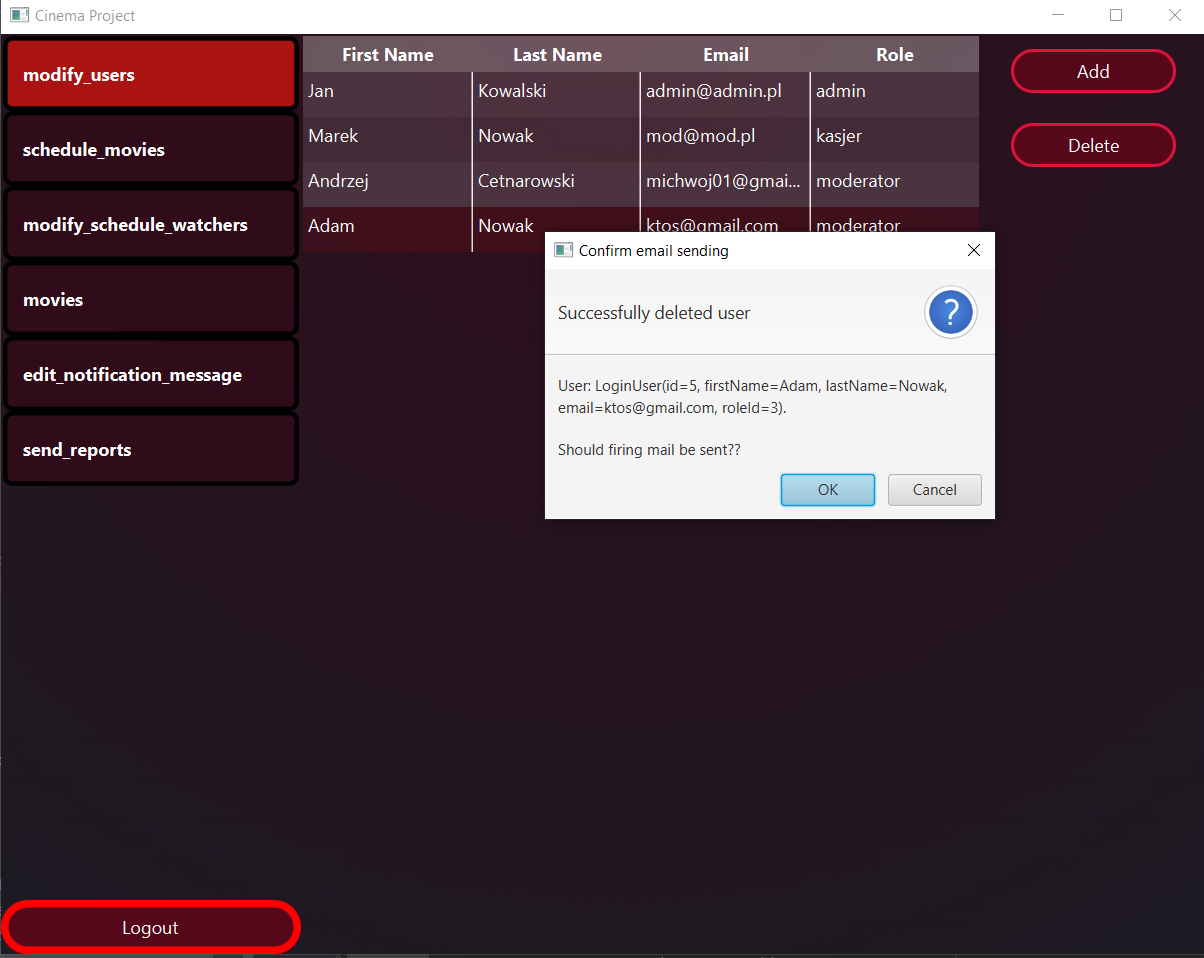 Cinema Project
modify_users
schedule_movies
modify_schedule_watchers
movies
edit_notification_message
send_reports
Logout
First Name Last Name Email Role
Jan Kowalski admin@admin.pl admin
Marek Nowak mod@mod.pl kasjer
Andrzej Cetnarowski michwoj01@gmai... moderator
Adam Nowak ktos@gmail.com moderator
Add
Delete
Confirm email sending
Successfully deleted user
?
User: LoginUser(id=5, firstName=Adam, lastName=Nowak,
email=ktos@gmail.com, roleId=3).
Should firing mail be sent??
OK Cancel